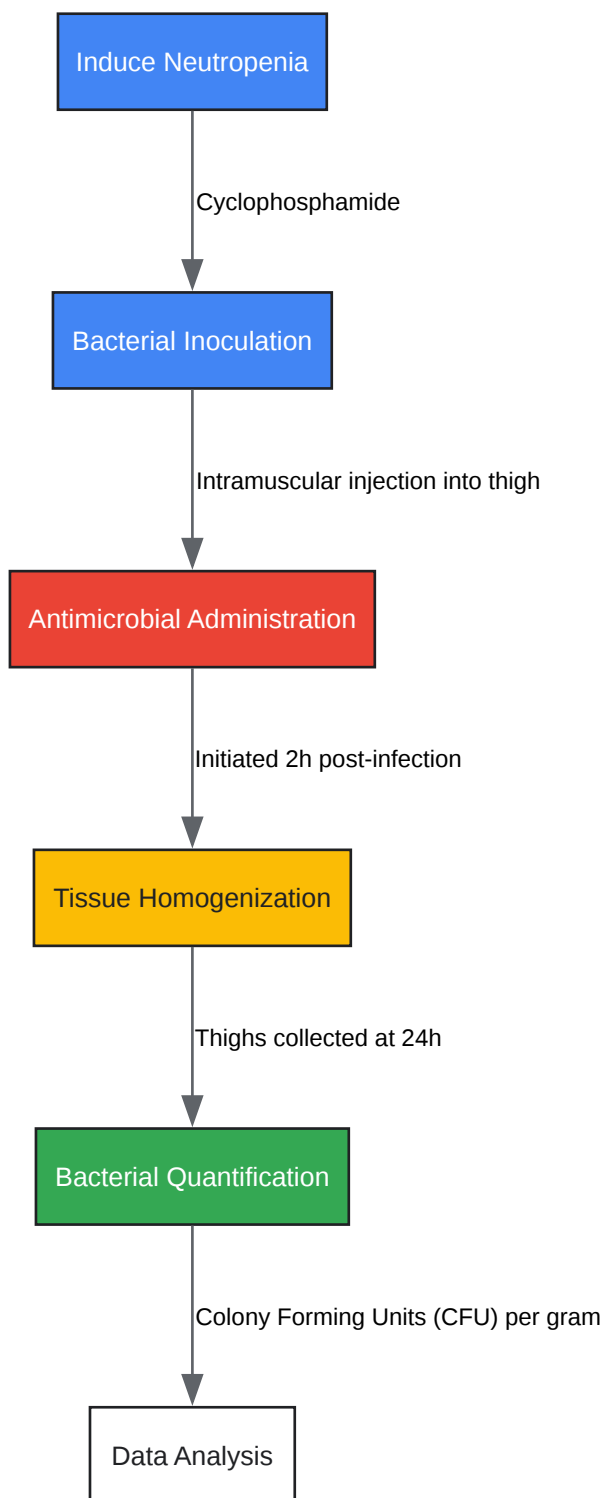 Induce Neutropenia
Cyclophosphamide
Bacterial Inoculation
Intramuscular injection into thigh
Antimicrobial Administration
Initiated 2h post-infection
Tissue Homogenization
Thighs collected at 24h
Bacterial Quantification
Colony Forming Units (CFU) per gram
Data Analysis